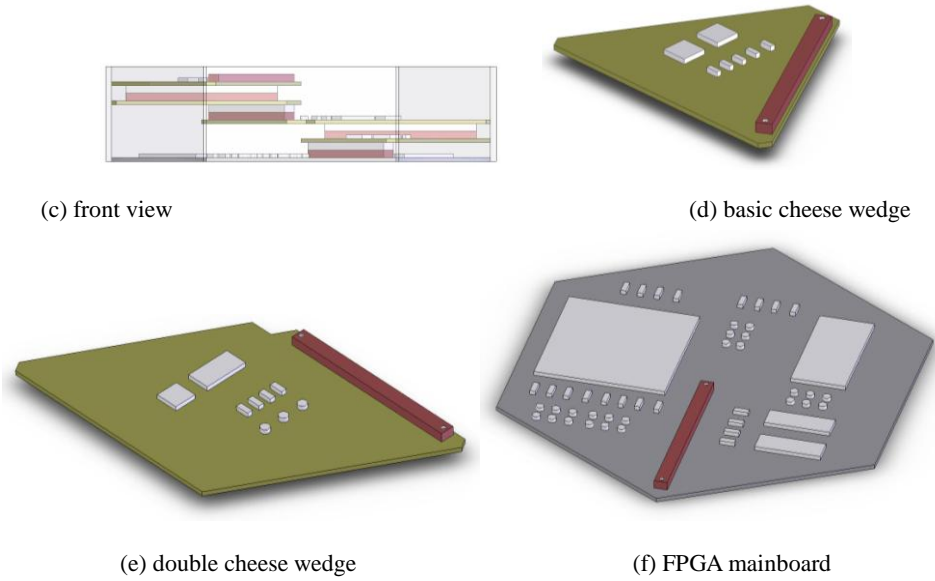 (c) front view
(d) basic cheese wedge
(e) double cheese wedge
(f) FPGA mainboard